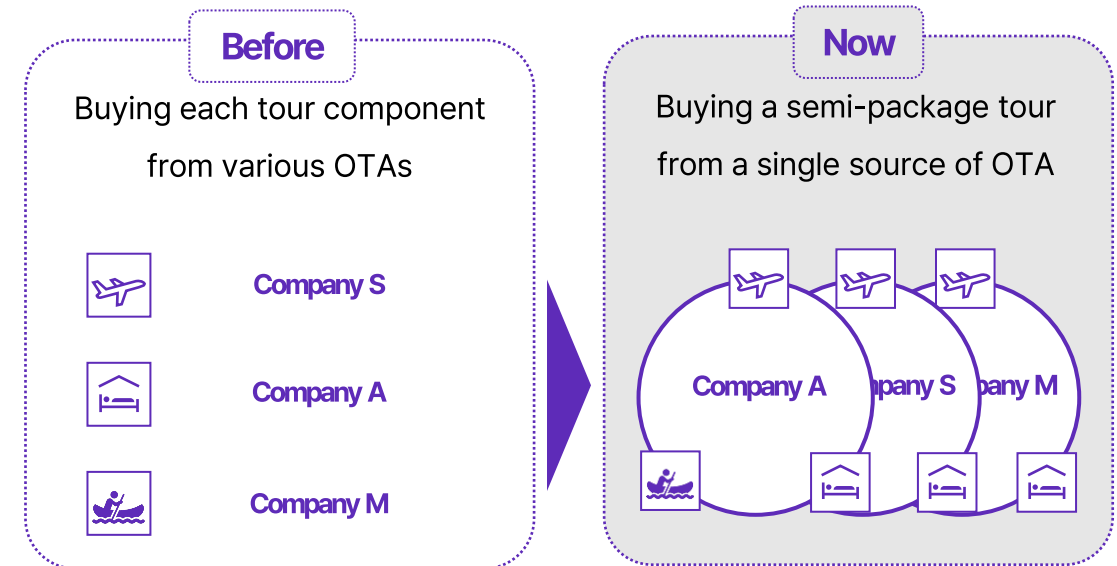 Before
Buying each tour component
from various OTAs
Company S
Company A
Company M
Now
Buying a semi-package tour
from a single source of OTA
Company A
S
M